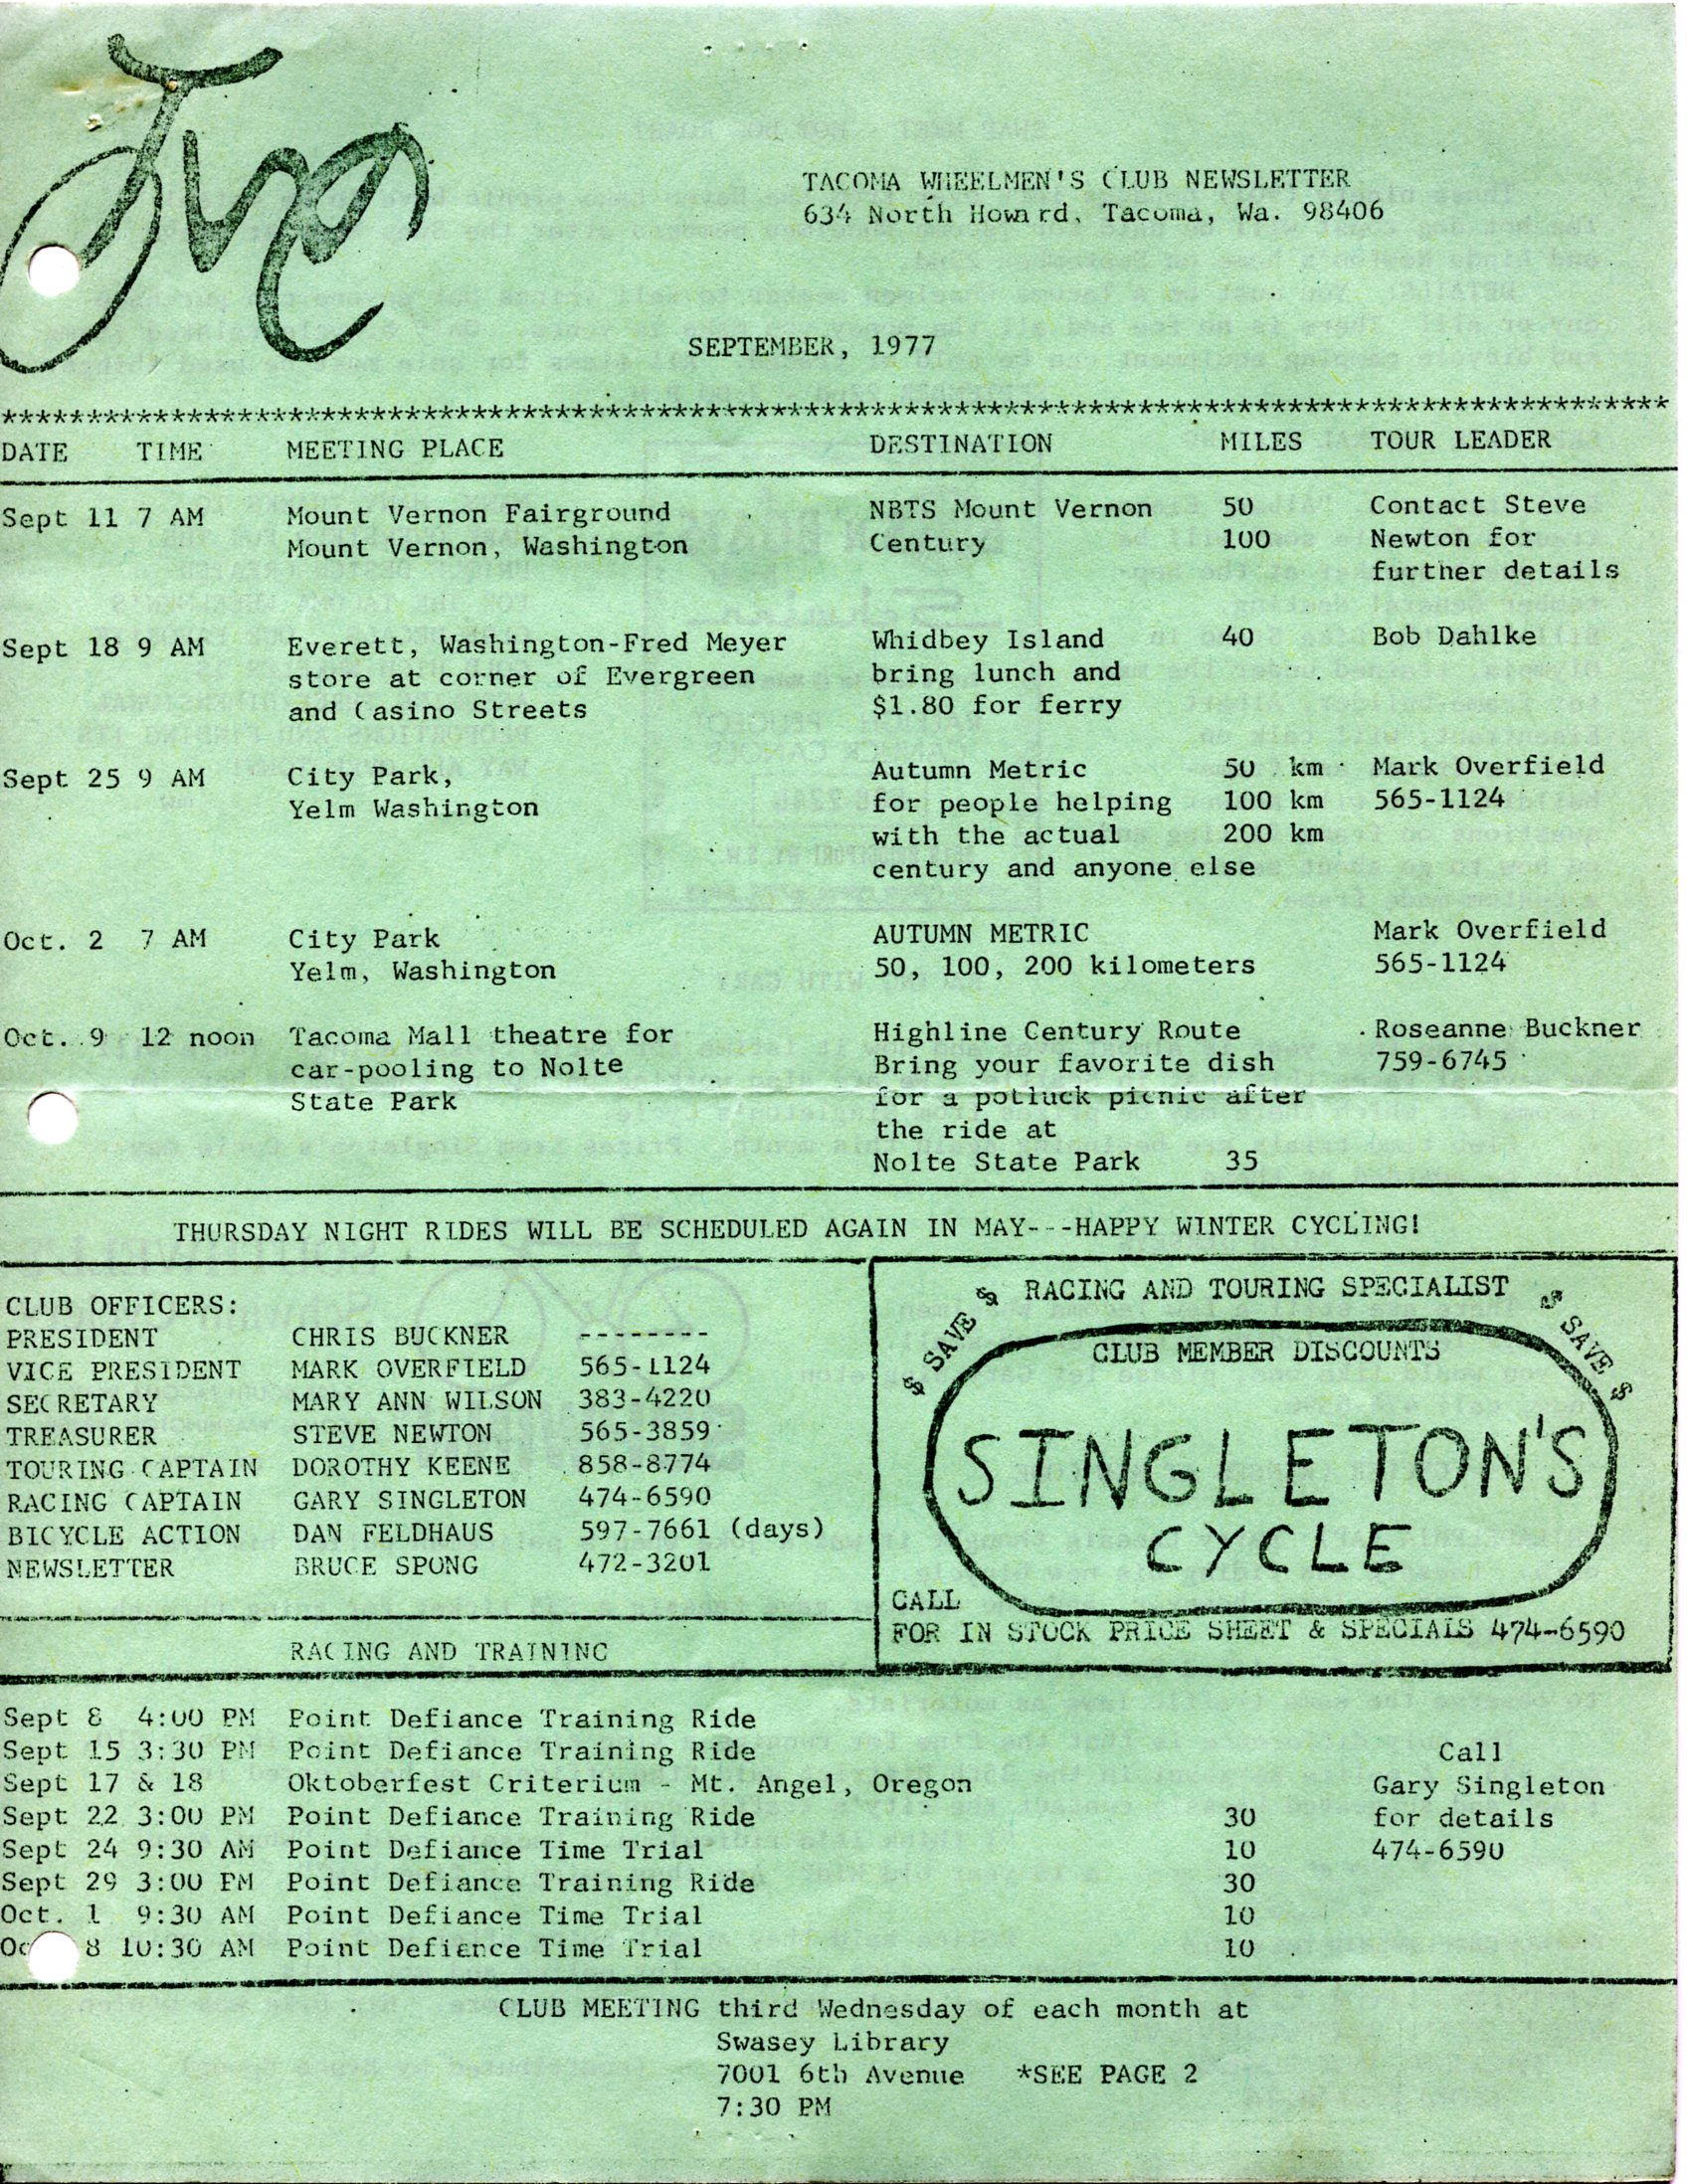 Twc
TACOMA WHEELMEN'S CLUB NEWSLETTER
634 North Howard, Tacoma, Wa. 98406
SEPTEMBER, 1977
***************************************************************************************************
DATE TIME MEETING PLACE DESTINATION MILES TOUR LEADER
Sept 11 7 AM Mount Vernon Fairground NBTS Mount Vernon 50 Contact Steve
Mount Vernon, Washington Century 100 Newton for
further details
Sept 18 9 AM Everett, Washington-Fred Meyer Whidbey Island 40 Bob Dahlke
store at corner of Evergreen bring lunch and
and Casino Streets $1.80 for ferry
Sept 25 9 AM City Park, Autumn Metric 50 km Mark Overfield
Yelm Washington for people helping 100 km 565-1124
with the actual 200 km
century and anyone else
Oct. 2 7 AM City Park AUTUMN METRIC Mark Overfield
Yelm, Washington 50, 100, 200 kilometers 565-1124
Oct. 9 12 noon Tacoma Mall theatre for Highline Century Route Roseanne Buckner
car-pooling to Nolte Bring your favorite dish 759-6745
State Park for a potluck picnic after
the ride at
Nolte State Park 35
THURSDAY NIGHT RIDES WILL BE SCHEDULED AGAIN IN MAY---HAPPY WINTER CYCLING!
CLUB OFFICERS:
PRESIDENT CHRIS BUCKNER --------
VICE PRESIDENT MARK OVERFIELD 565-1124
SECRETARY MARY ANN WILSON 383-4220
TREASURER STEVE NEWTON 565-3859
TOURING CAPTAIN DOROTHY KEENE 858-8774
RACING CAPTAIN GARY SINGLETON 474-6590
BICYCLE ACTION DAN FELDHAUS 597-7661 (days)
NEWSLETTER BRUCE SPONG 472-3201
RACING AND TOURING SPECIALIST
$ SAVE $
$ SAVE $
CLUB MEMBER DISCOUNTS
SINGLETON'S
CYCLE
CALL
FOR IN STOCK PRICE SHEET & SPECIALS 474-6590
RACING AND TRAINING
Sept 8 4:00 PM Point Defiance Training Ride
Sept 15 3:30 PM Point Defiance Training Ride Call
Sept 17 & 18 Oktoberfest Criterium - Mt. Angel, Oregon Gary Singleton
Sept 22 3:00 PM Point Defiance Training Ride 30 for details
Sept 24 9:30 AM Point Defiance Time Trial 10 474-6590
Sept 29 3:00 PM Point Defiance Training Ride 30
Oct. 1 9:30 AM Point Defiance Time Trial 10
Oc 8 10:30 AM Point Defiance Time Trial 10
CLUB MEETING third Wednesday of each month at
Swasey Library
7001 6th Avenue *SEE PAGE 2
7:30 PM